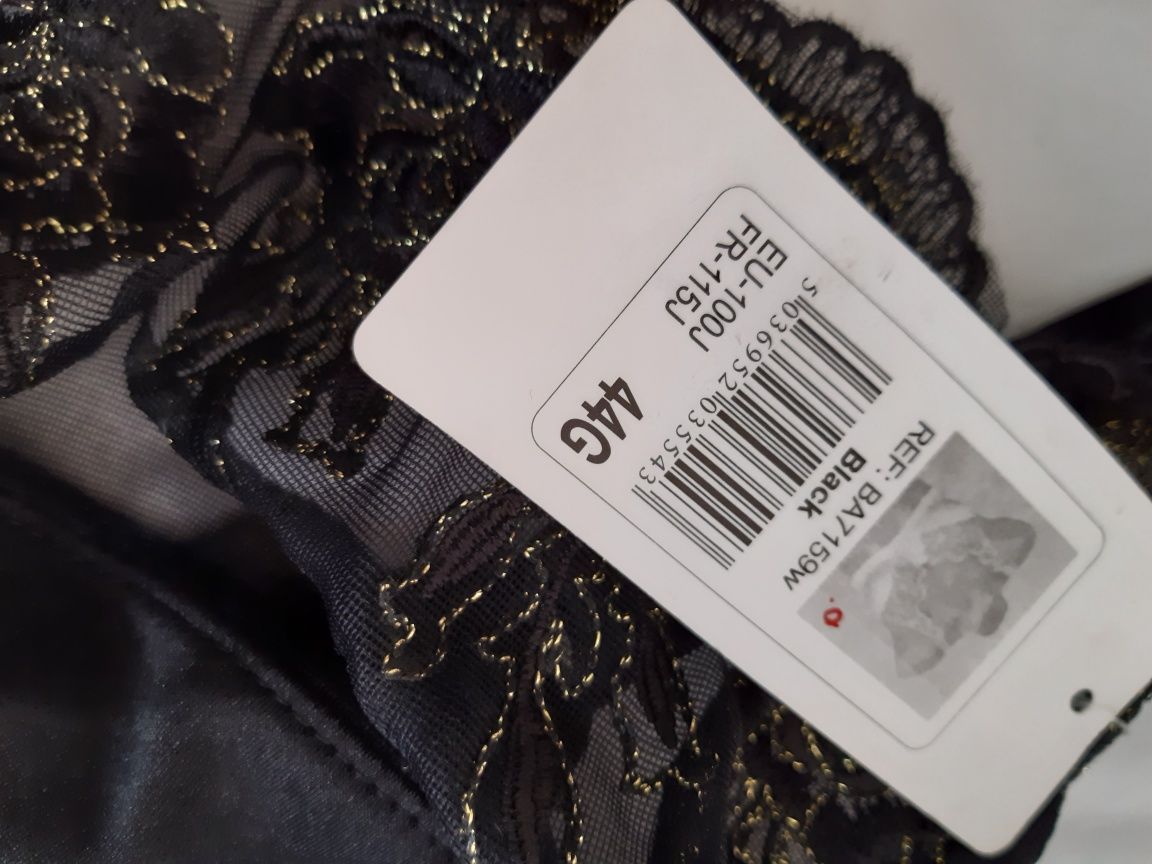 EU-100J
FR-115J
44G
5 036952 035543
REF: BA7159w
Black